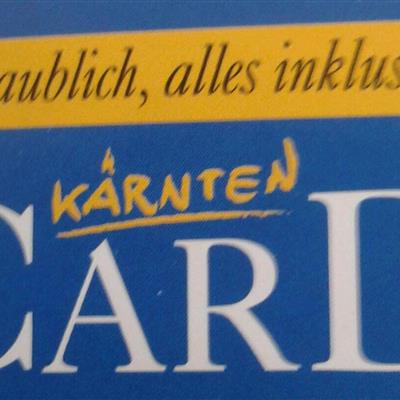 aublich, alles inklus
KÄRNTEN
CARD